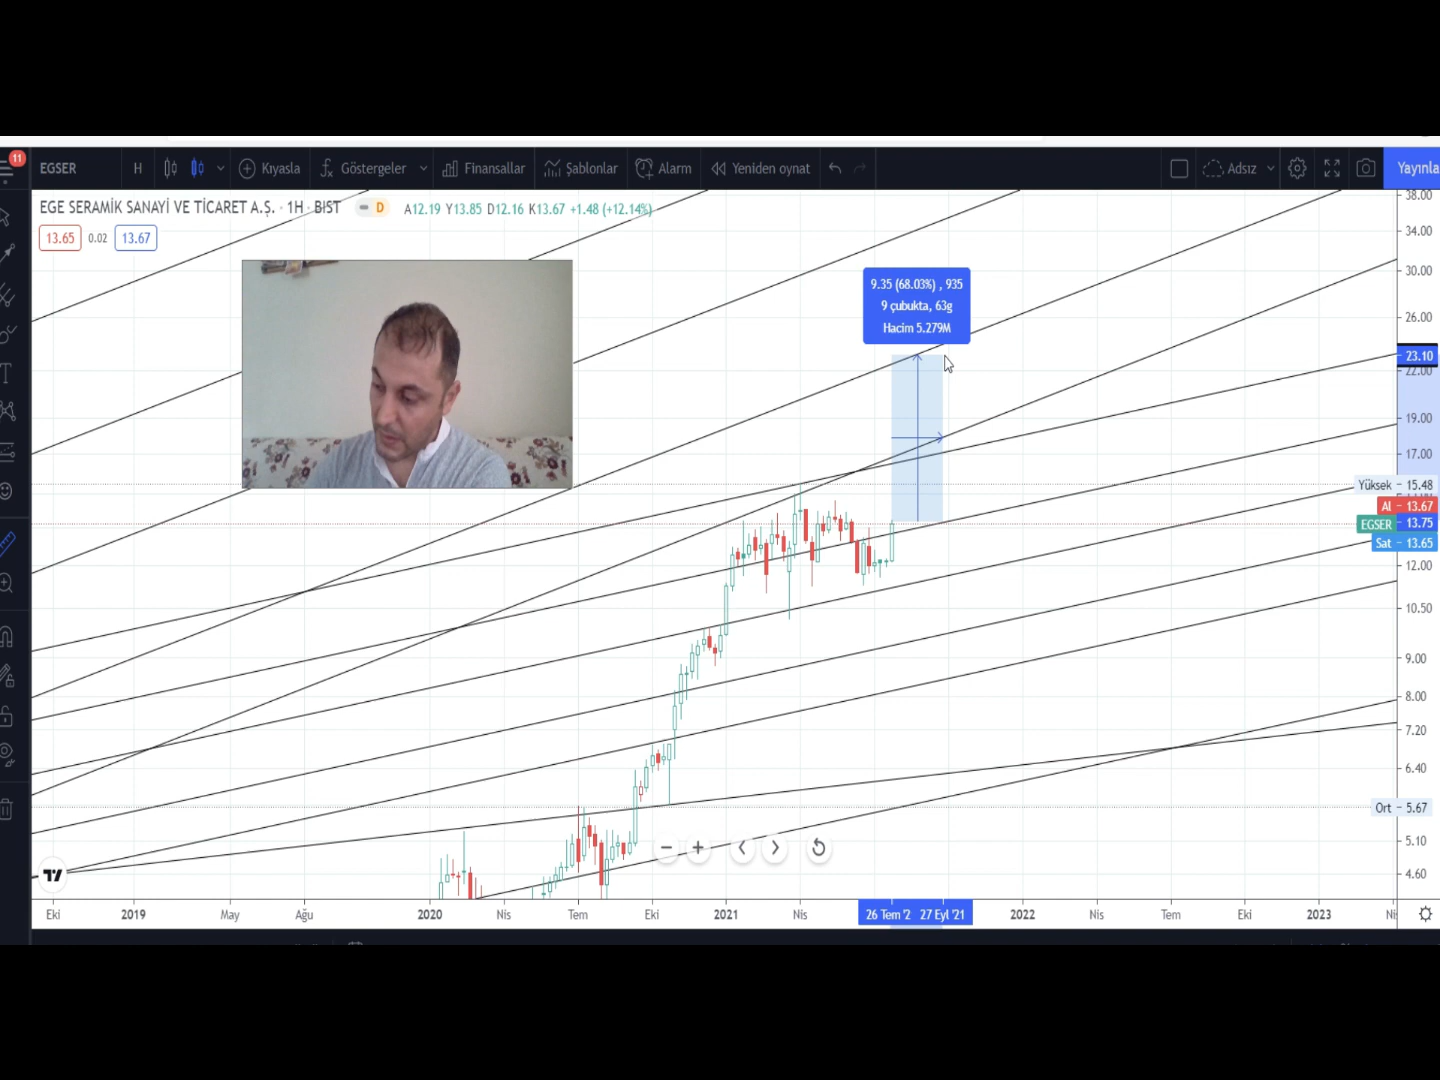 11
EGSER
H
Kıyasla
Göstergeler
Finansallar
Şablonlar
Alarm
Yeniden oynat
Adsız
Yayınla
EGE SERAMİK SANAYİ VE TİCARET A.Ş. · 1H · BIST
D
A12.19 Y13.85 D12.16 K13.67 +1.48 (+12.14%)
13.65
0.02
13.67
9.35 (68.03%) , 935
9 çubukta, 63g
Hacim 5.279M
38.00
34.00
30.00
26.00
23.10
22.00
19.00
17.00
Yüksek 15.48
Al 13.67
EGSER 13.75
Sat 13.65
12.00
10.50
9.00
8.00
7.20
6.40
Ort 5.67
5.10
4.60
Eki
2019
May
Ağu
2020
Nis
Tem
Eki
2021
Nis
26 Tem '2
27 Eyl '21
2022
Nis
Tem
Eki
2023